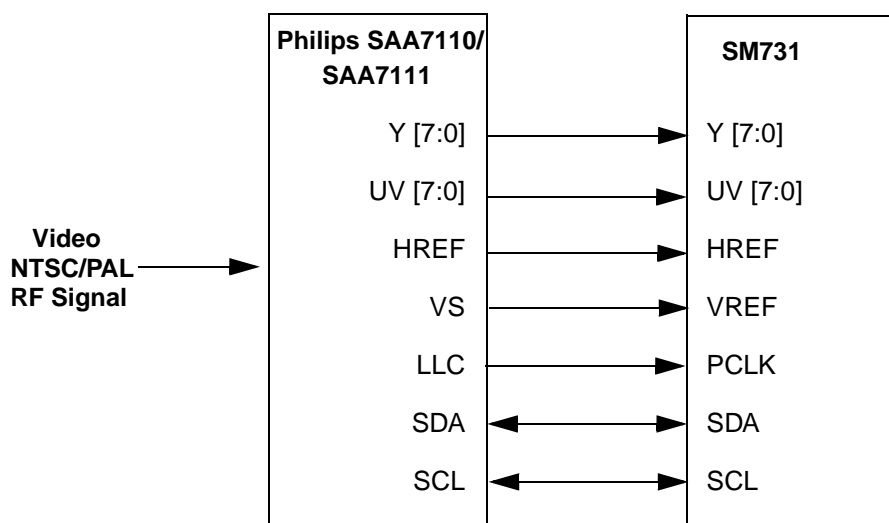 Philips SAA7110/
SAA7111
SM731
Y [7:0]
Y [7:0]
UV [7:0]
UV [7:0]
Video
NTSC/PAL
RF Signal
HREF
HREF
VS
VREF
LLC
PCLK
SDA
SDA
SCL
SCL